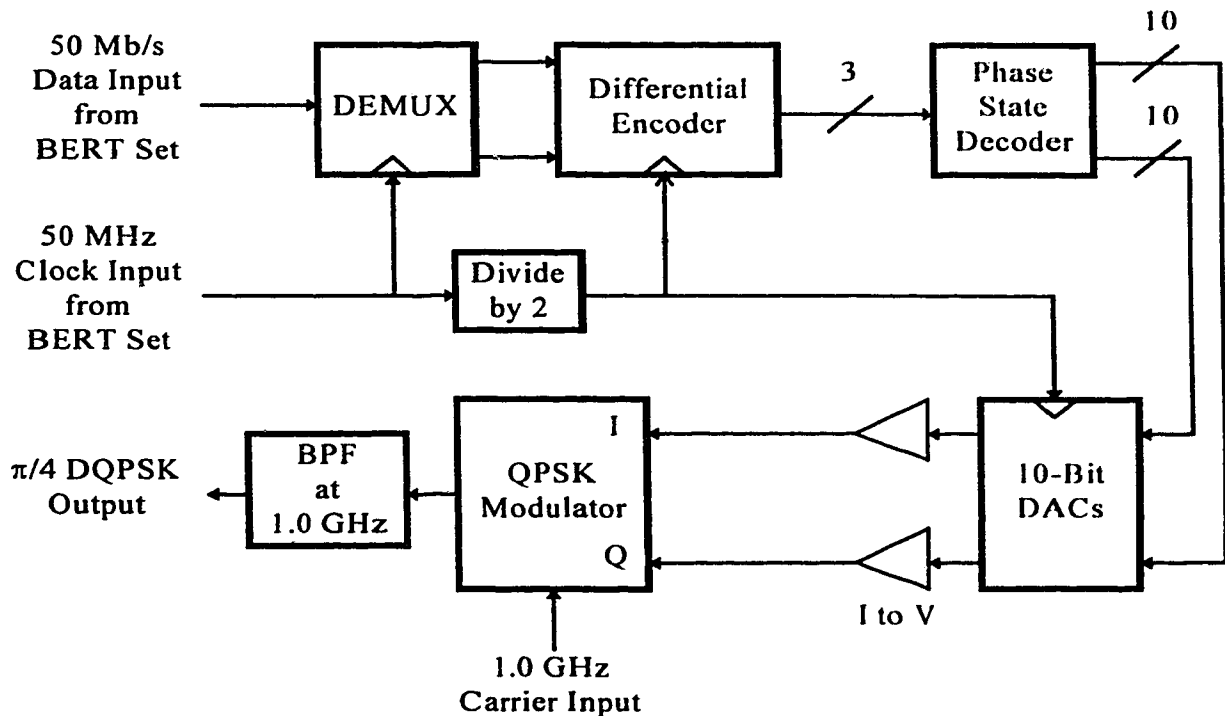 50 Mb/s
Data Input
from
BERT Set
DEMUX
Differential
Encoder
3
Phase
State
Decoder
10
10
50 MHz
Clock Input
from
BERT Set
Divide
by 2
π/4 DQPSK
Output
BPF
at
1.0 GHz
QPSK
Modulator
I
Q
I to V
10-Bit
DACs
1.0 GHz
Carrier Input